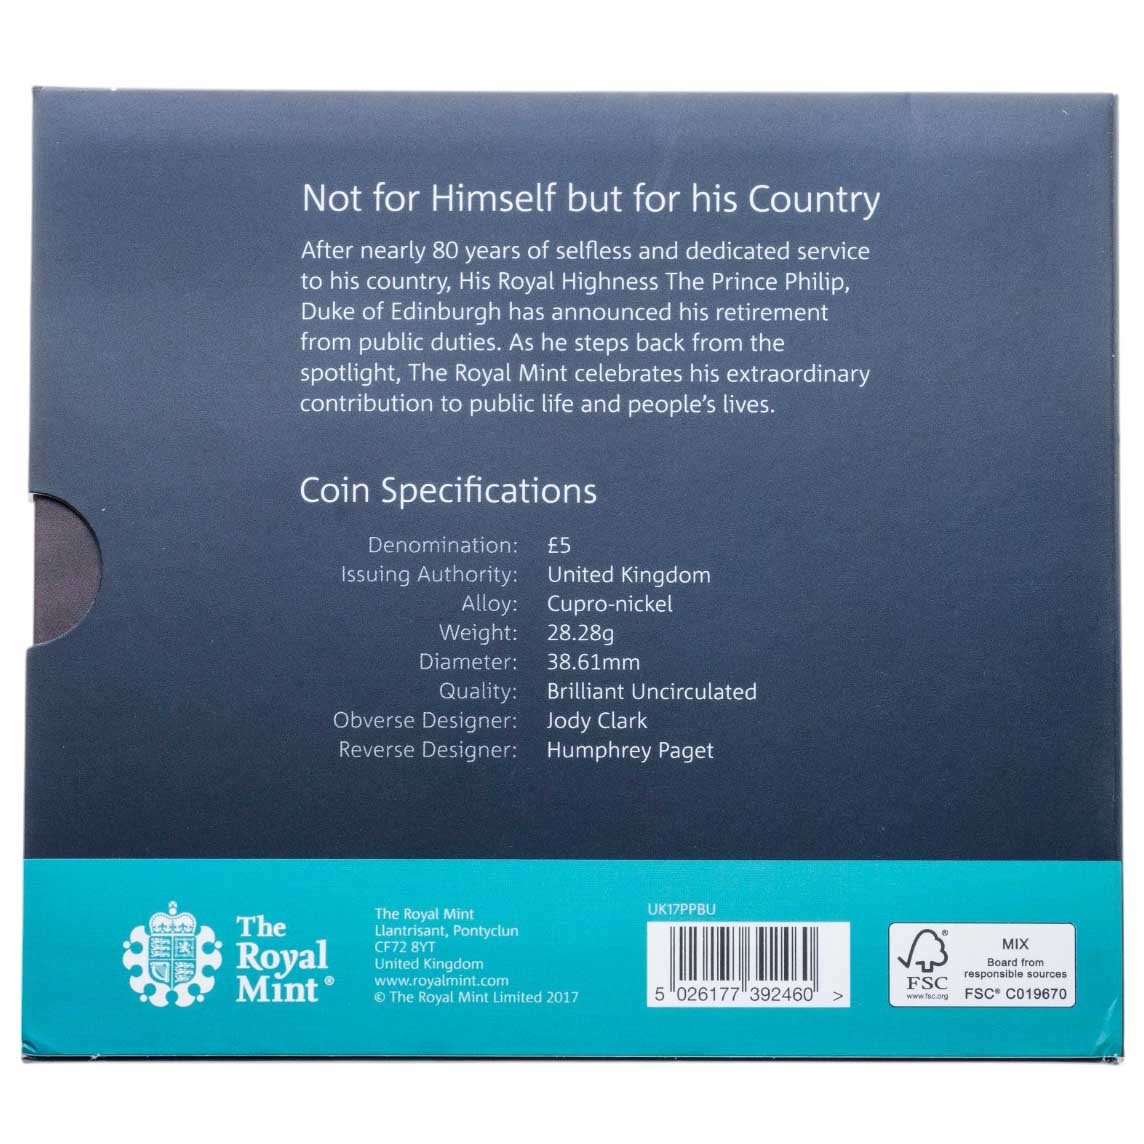 Not for Himself but for his Country
After nearly 80 years of selfless and dedicated service
to his country, His Royal Highness The Prince Philip,
Duke of Edinburgh has announced his retirement
from public duties. As he steps back from the
spotlight, The Royal Mint celebrates his extraordinary
contribution to public life and people's lives.
Coin Specifications
Denomination: £5
Issuing Authority: United Kingdom
Alloy: Cupro-nickel
Weight: 28.28g
Diameter: 38.61mm
Quality: Brilliant Uncirculated
Obverse Designer: Jody Clark
Reverse Designer: Humphrey Paget
The
Royal
Mint®
The Royal Mint
Llantrisant, Pontyclun
CF72 8YT
United Kingdom
www.royalmint.com
© The Royal Mint Limited 2017
UK17PPBU
5 026177 392460 >
®
FSC
www.fsc.org
MIX
Board from
responsible sources
FSC® C019670